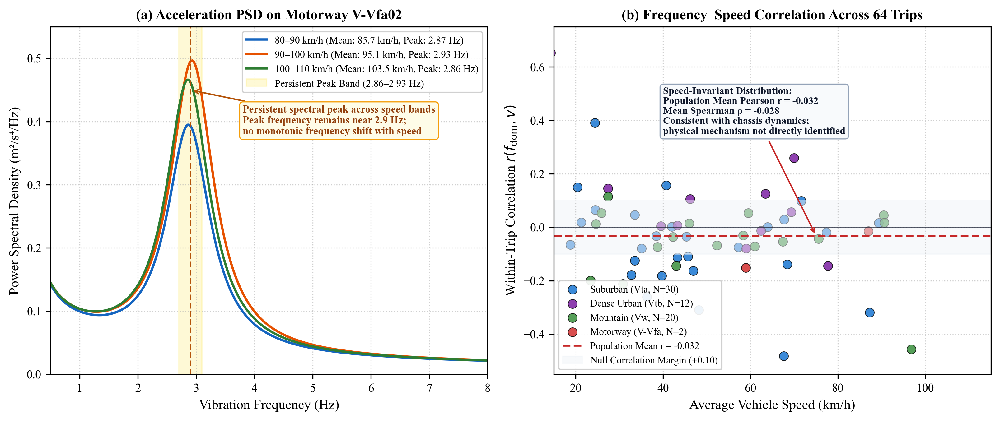 (a) Acceleration PSD on Motorway V-Vfa02
Power Spectral Density (m²/s⁴/Hz)
0.5
0.4
0.3
0.2
0.1
0.0
80–90 km/h (Mean: 85.7 km/h, Peak: 2.87 Hz)
90–100 km/h (Mean: 95.1 km/h, Peak: 2.93 Hz)
100–110 km/h (Mean: 103.5 km/h, Peak: 2.86 Hz)
Persistent Peak Band (2.86–2.93 Hz)
Persistent spectral peak across speed bands
Peak frequency remains near 2.9 Hz;
no monotonic frequency shift with speed
1 2 3 4 5 6 7 8
Vibration Frequency (Hz)
(b) Frequency–Speed Correlation Across 64 Trips
Within-Trip Correlation r(f_dom, v)
0.6
0.4
0.2
0.0
−0.2
−0.4
Speed-Invariant Distribution:
Population Mean Pearson r = -0.032
Mean Spearman ρ = -0.028
Consistent with chassis dynamics;
physical mechanism not directly identified
Suburban (Vta, N=30)
Dense Urban (Vtb, N=12)
Mountain (Vw, N=20)
Motorway (V-Vfa, N=2)
Population Mean r = -0.032
Null Correlation Margin (±0.10)
20 40 60 80 100
Average Vehicle Speed (km/h)